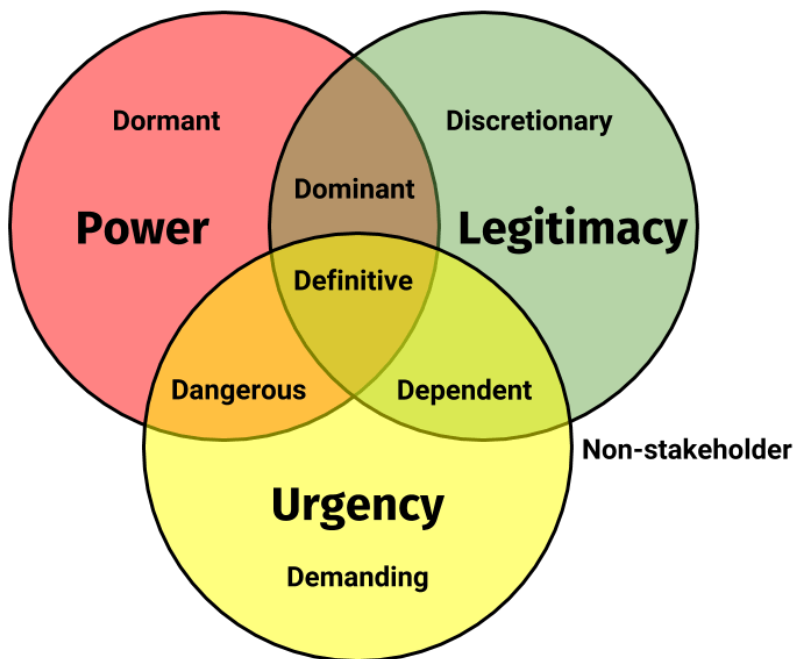 Dormant
Discretionary
Dominant
Power
Legitimacy
Definitive
Dangerous
Dependent
Non-stakeholder
Urgency
Demanding